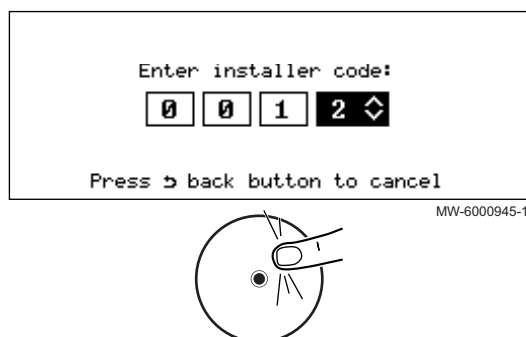 Enter installer code:
0 0 1 2
Press ⮌ back button to cancel
MW-6000945-1